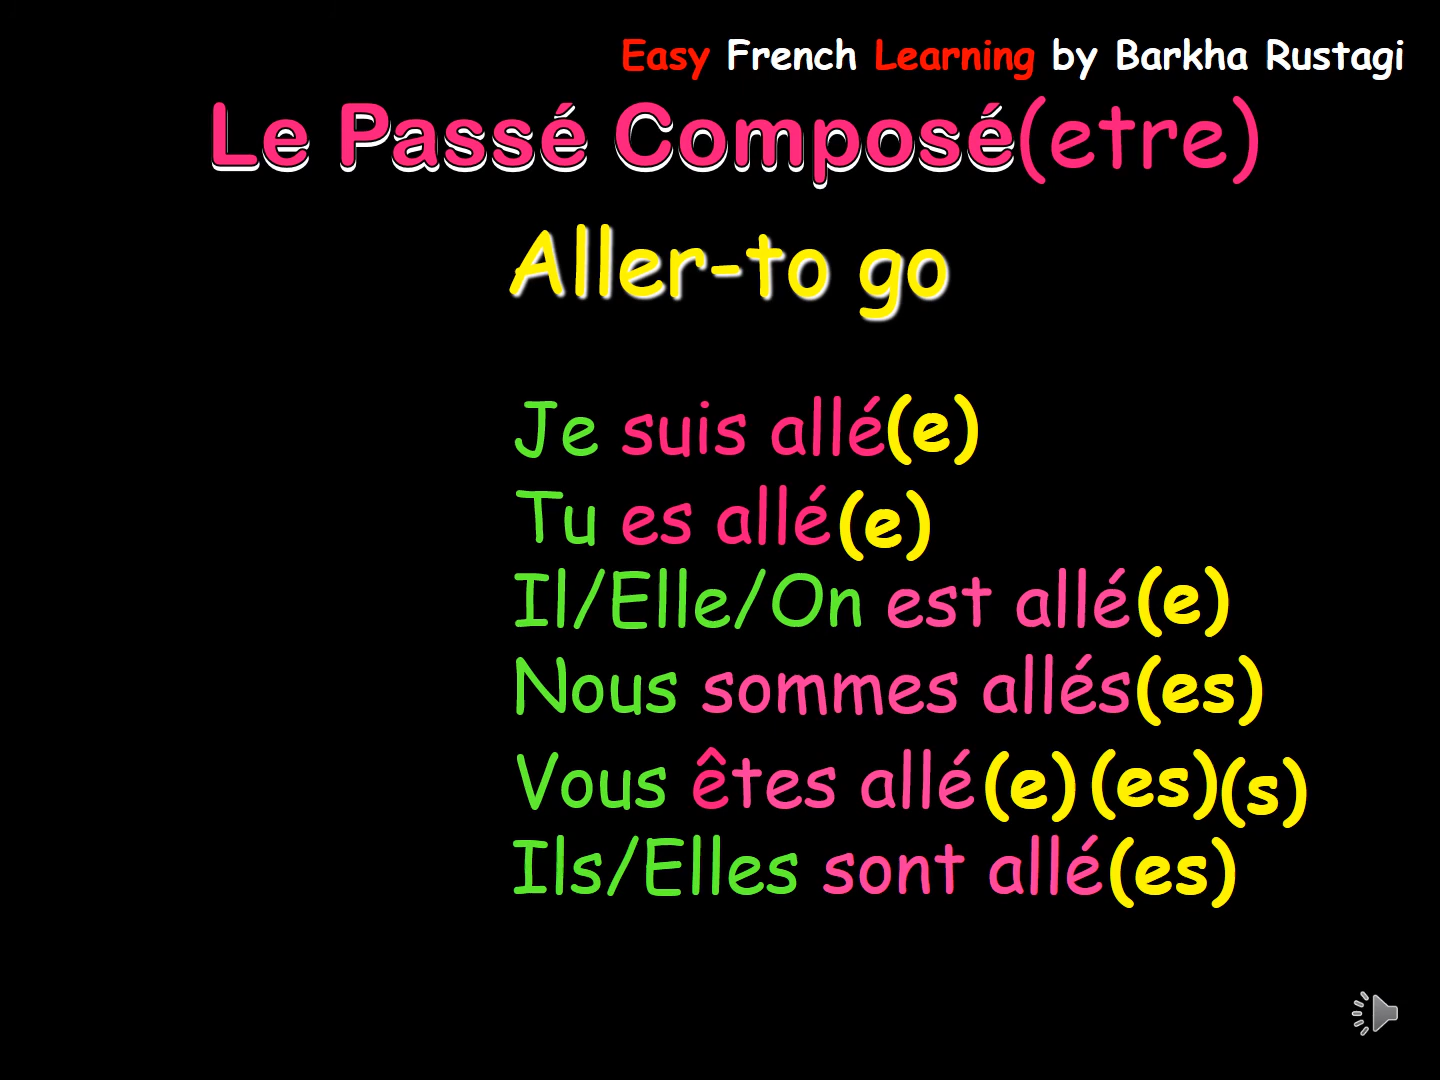 Easy French Learning by Barkha Rustagi
Le Passé Composé(etre)
Aller-to go
Je suis allé(e)
Tu es allé(e)
Il/Elle/On est allé(e)
Nous sommes allés(es)
Vous êtes allé(e)(es)(s)
Ils/Elles sont allé(es)